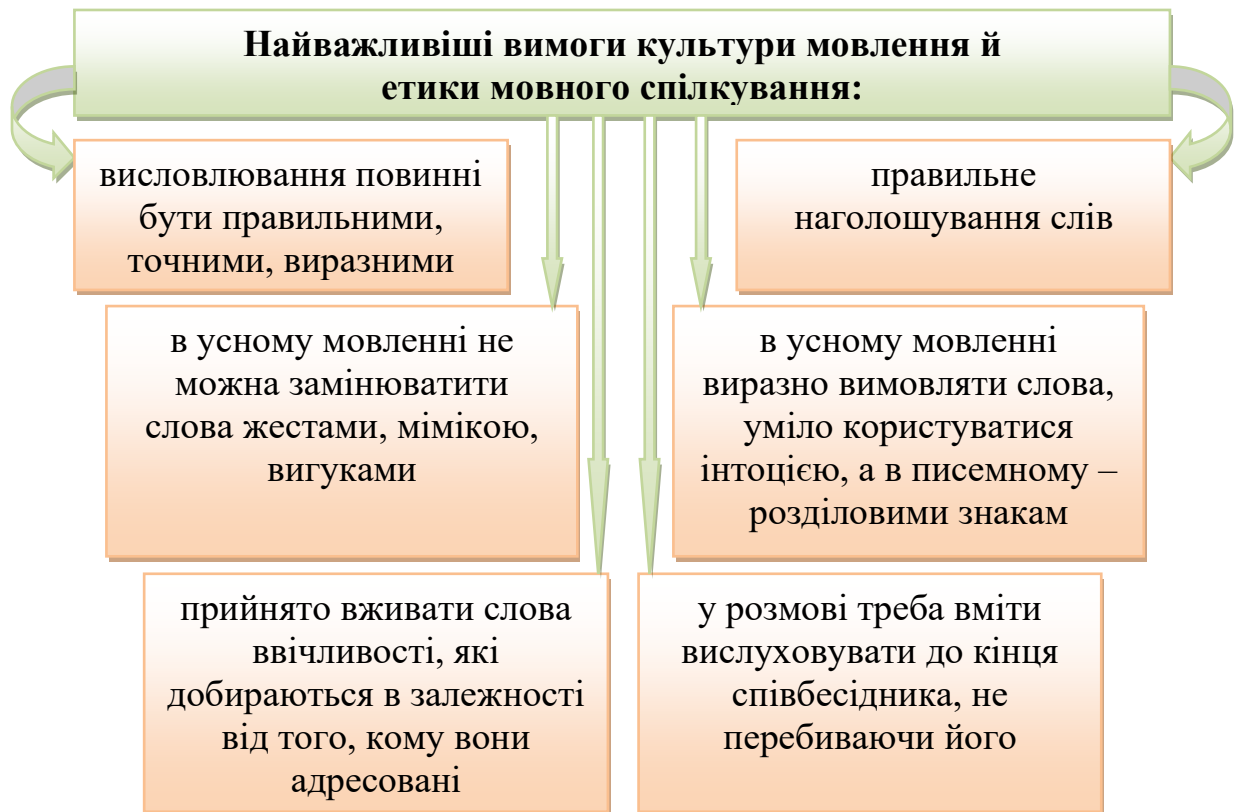 Найважливіші вимоги культури мовлення й
етики мовного спілкування:
висловлювання повинні
бути правильними,
точними, виразними
правильне
наголошування слів
в усному мовленні не
можна замінюватити
слова жестами, мімікою,
вигуками
в усному мовленні
виразно вимовляти слова,
уміло користуватися
інтоцією, а в писемному –
розділовими знакам
прийнято вживати слова
ввічливості, які
добираються в залежності
від того, кому вони
адресовані
у розмові треба вміти
вислуховувати до кінця
співбесідника, не
перебиваючи його